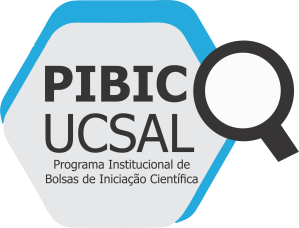 PIBIC
UCSAL
Programa Institucional de
Bolsas de Iniciação Científica